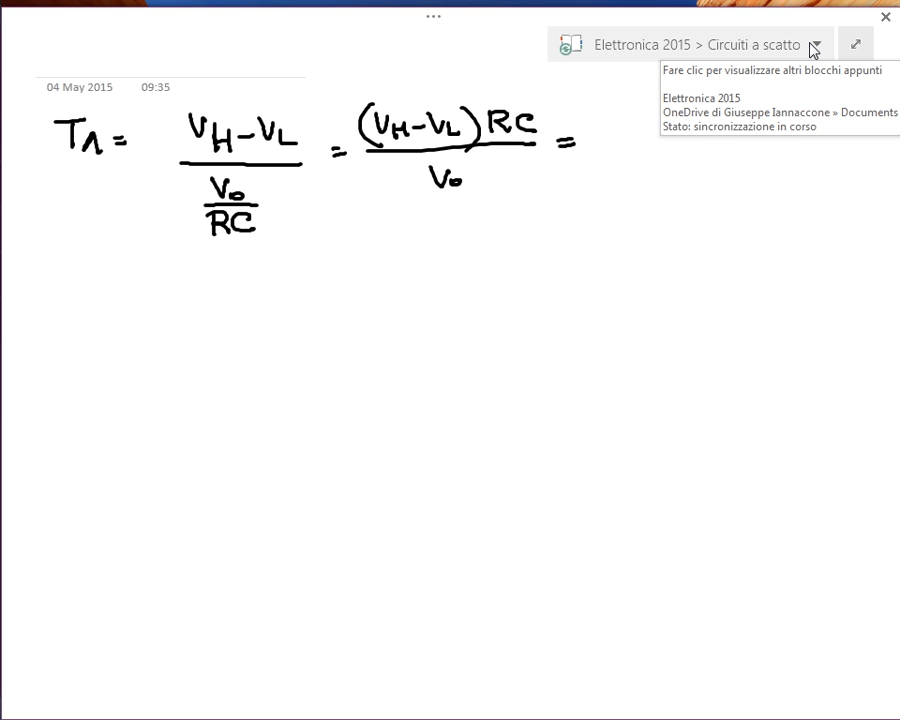 Elettronica 2015 > Circuiti a scatto
Fare clic per visualizzare altri blocchi appunti
Elettronica 2015
OneDrive di Giuseppe Iannaccone » Documents
Stato: sincronizzazione in corso
04 May 2015 09:35
T1 = (VH - VL) / (V0 / RC) = (VH - VL) RC / V0 =